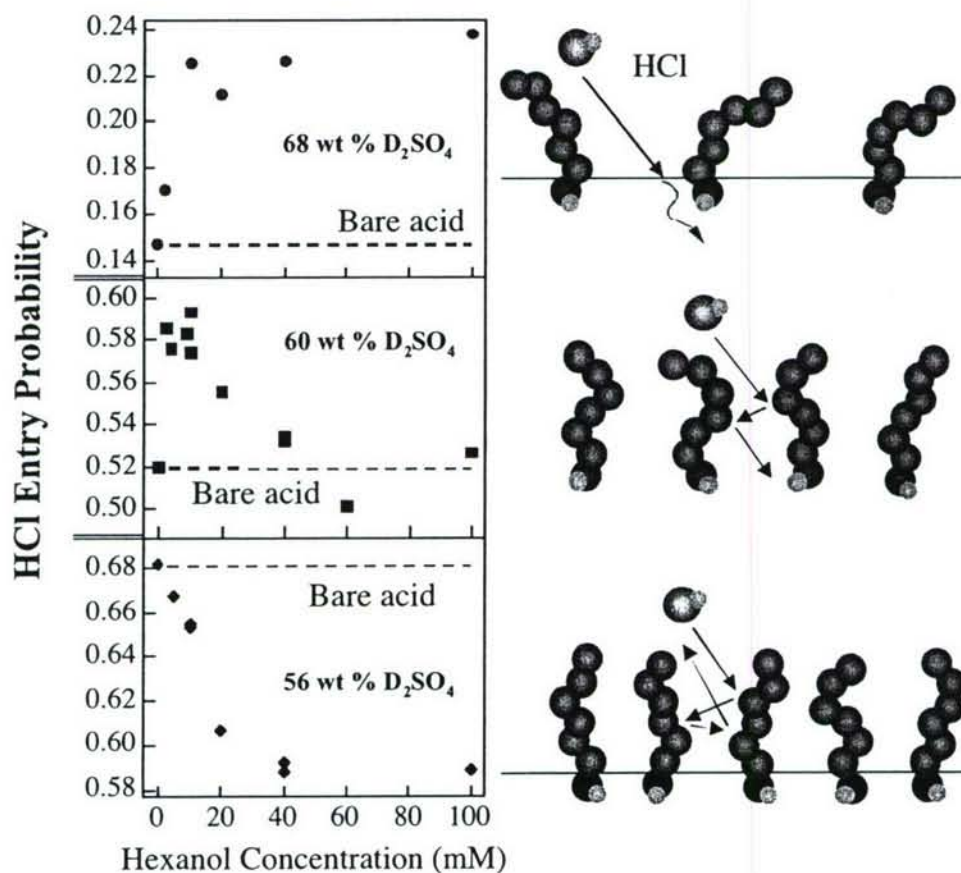 HCl Entry Probability
0.24
0.22
0.20
0.18
0.16
0.14
68 wt % D₂SO₄
Bare acid
0.60
0.58
0.56
0.54
0.52
0.50
60 wt % D₂SO₄
Bare acid
0.68
0.66
0.64
0.62
0.60
0.58
Bare acid
56 wt % D₂SO₄
0 20 40 60 80 100
Hexanol Concentration (mM)
HCl